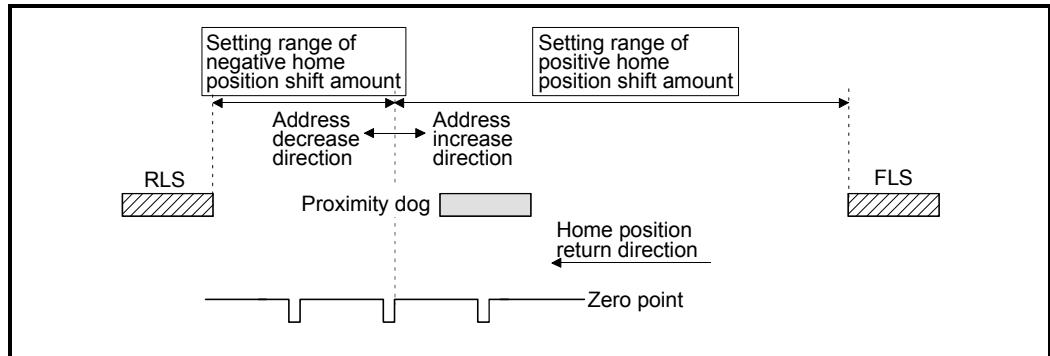 Setting range of
negative home
position shift amount
Setting range of
positive home
position shift amount
Address
decrease
direction
Address
increase
direction
RLS
FLS
Proximity dog
Home position
return direction
Zero point